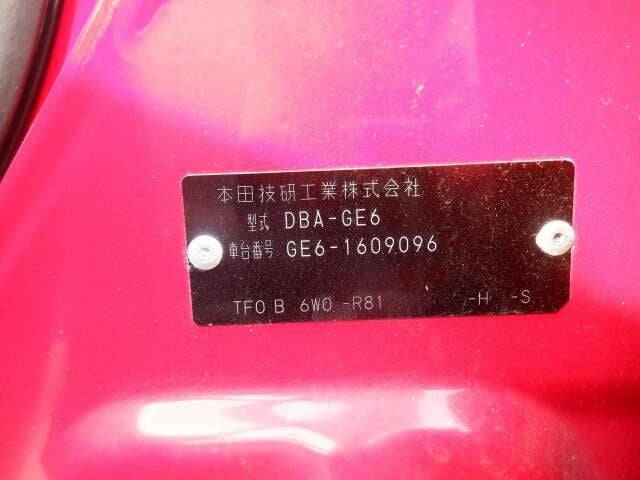 本田技研工業株式会社
型式 DBA-GE6
車台番号 GE6-1609096
TF0 B 6W0 -R81 -H -S